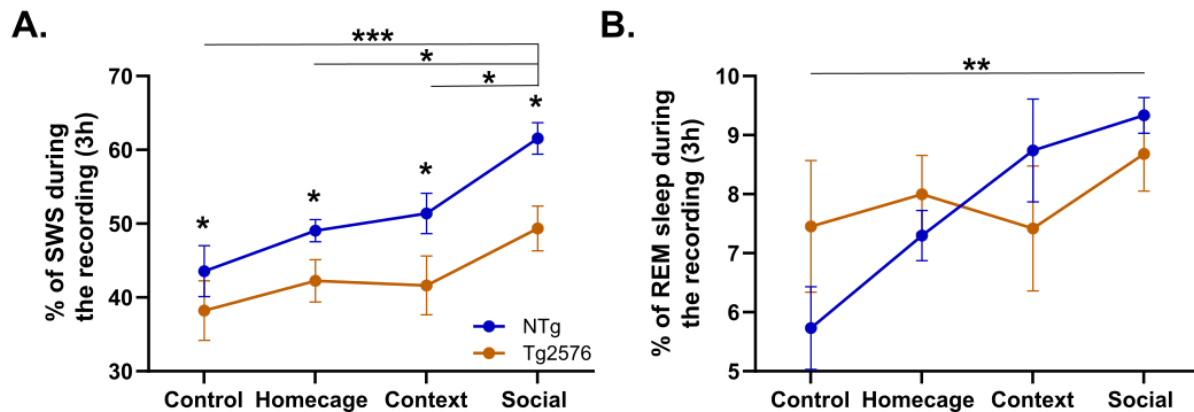 A.
***
*
*
*
*
*
*
70
60
50
40
30
% of SWS during
the recording (3h)
NTg
Tg2576
Control Homecage Context Social
B.
**
10
9
8
7
6
5
% of REM sleep during
the recording (3h)
Control Homecage Context Social